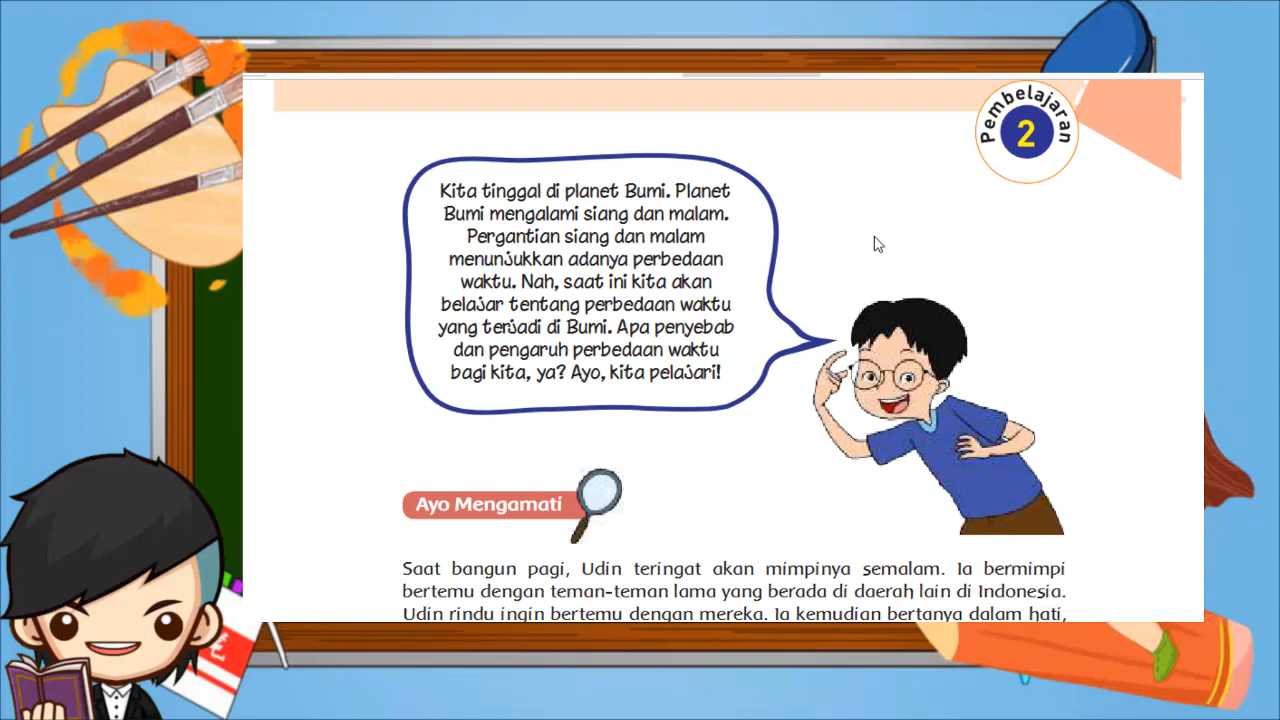 Pembelajaran
2
Kita tinggal di planet Bumi. Planet
Bumi mengalami siang dan malam.
Pergantian siang dan malam
menunjukkan adanya perbedaan
waktu. Nah, saat ini kita akan
belajar tentang perbedaan waktu
yang terjadi di Bumi. Apa penyebab
dan pengaruh perbedaan waktu
bagi kita, ya? Ayo, kita pelajari!
Ayo Mengamati
Saat bangun pagi, Udin teringat akan mimpinya semalam. Ia bermimpi
bertemu dengan teman-teman lama yang berada di daerah lain di Indonesia.
Udin rindu ingin bertemu dengan mereka. Ia kemudian bertanya dalam hati,